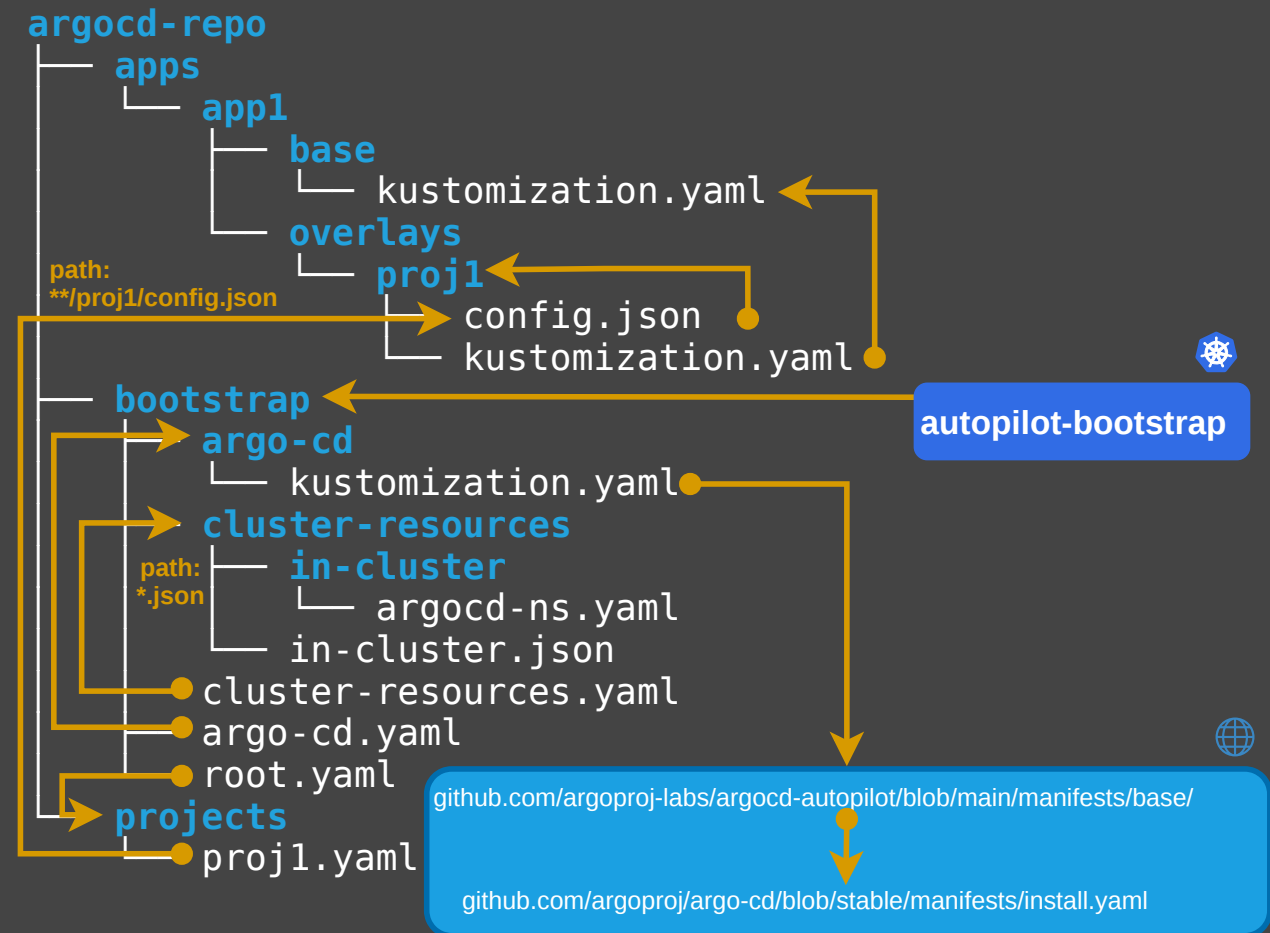 argocd-repo
apps
app1
base
kustomization.yaml
overlays
proj1
path:
**/proj1/config.json
config.json
kustomization.yaml
bootstrap
autopilot-bootstrap
argo-cd
kustomization.yaml
cluster-resources
path:
*.json
in-cluster
argocd-ns.yaml
in-cluster.json
cluster-resources.yaml
argo-cd.yaml
root.yaml
projects
proj1.yaml
github.com/argoproj-labs/argocd-autopilot/blob/main/manifests/base/
github.com/argoproj/argo-cd/blob/stable/manifests/install.yaml